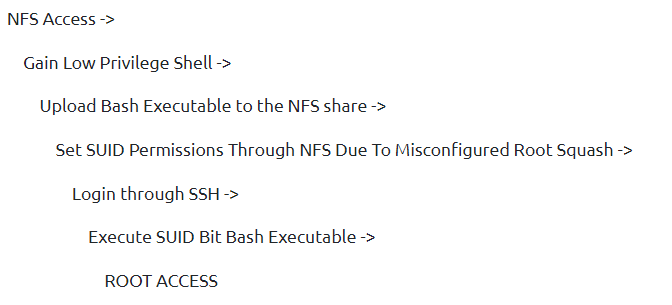 NFS Access ->
Gain Low Privilege Shell ->
Upload Bash Executable to the NFS share ->
Set SUID Permissions Through NFS Due To Misconfigured Root Squash ->
Login through SSH ->
Execute SUID Bit Bash Executable ->
ROOT ACCESS